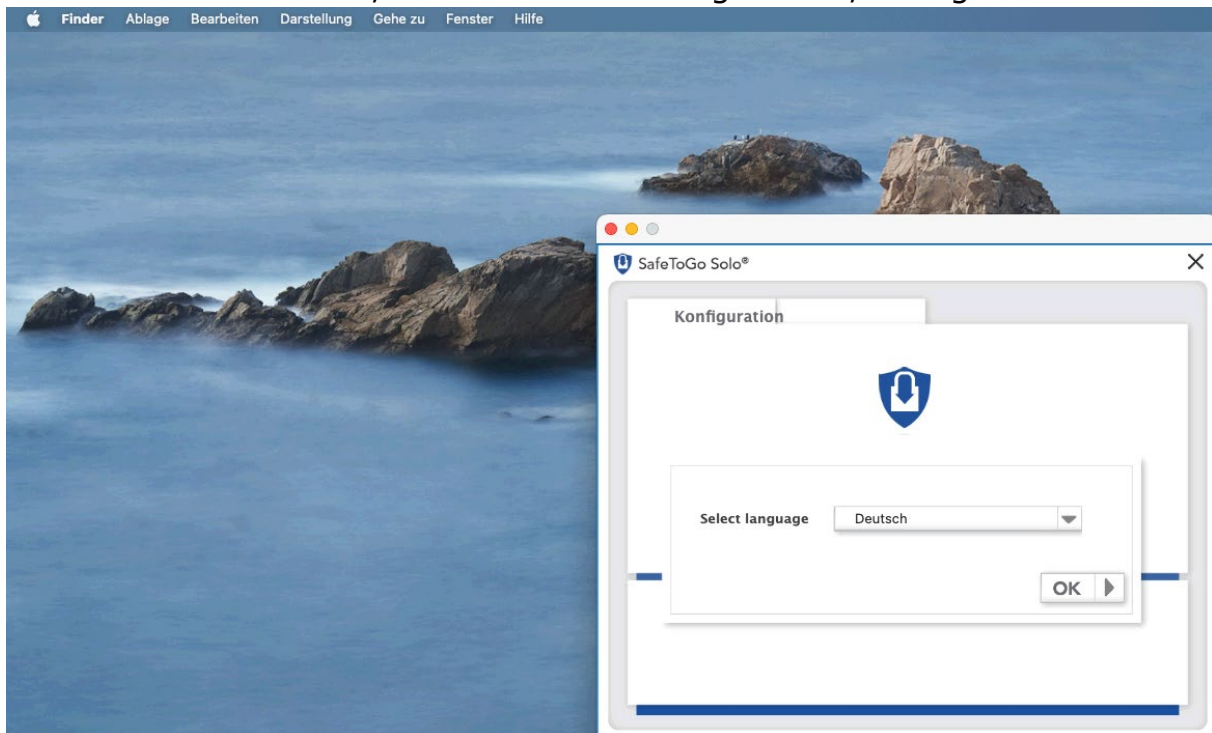 Finder Ablage Bearbeiten Darstellung Gehe zu Fenster Hilfe
SafeToGo Solo®
Konfiguration
Select language Deutsch
OK